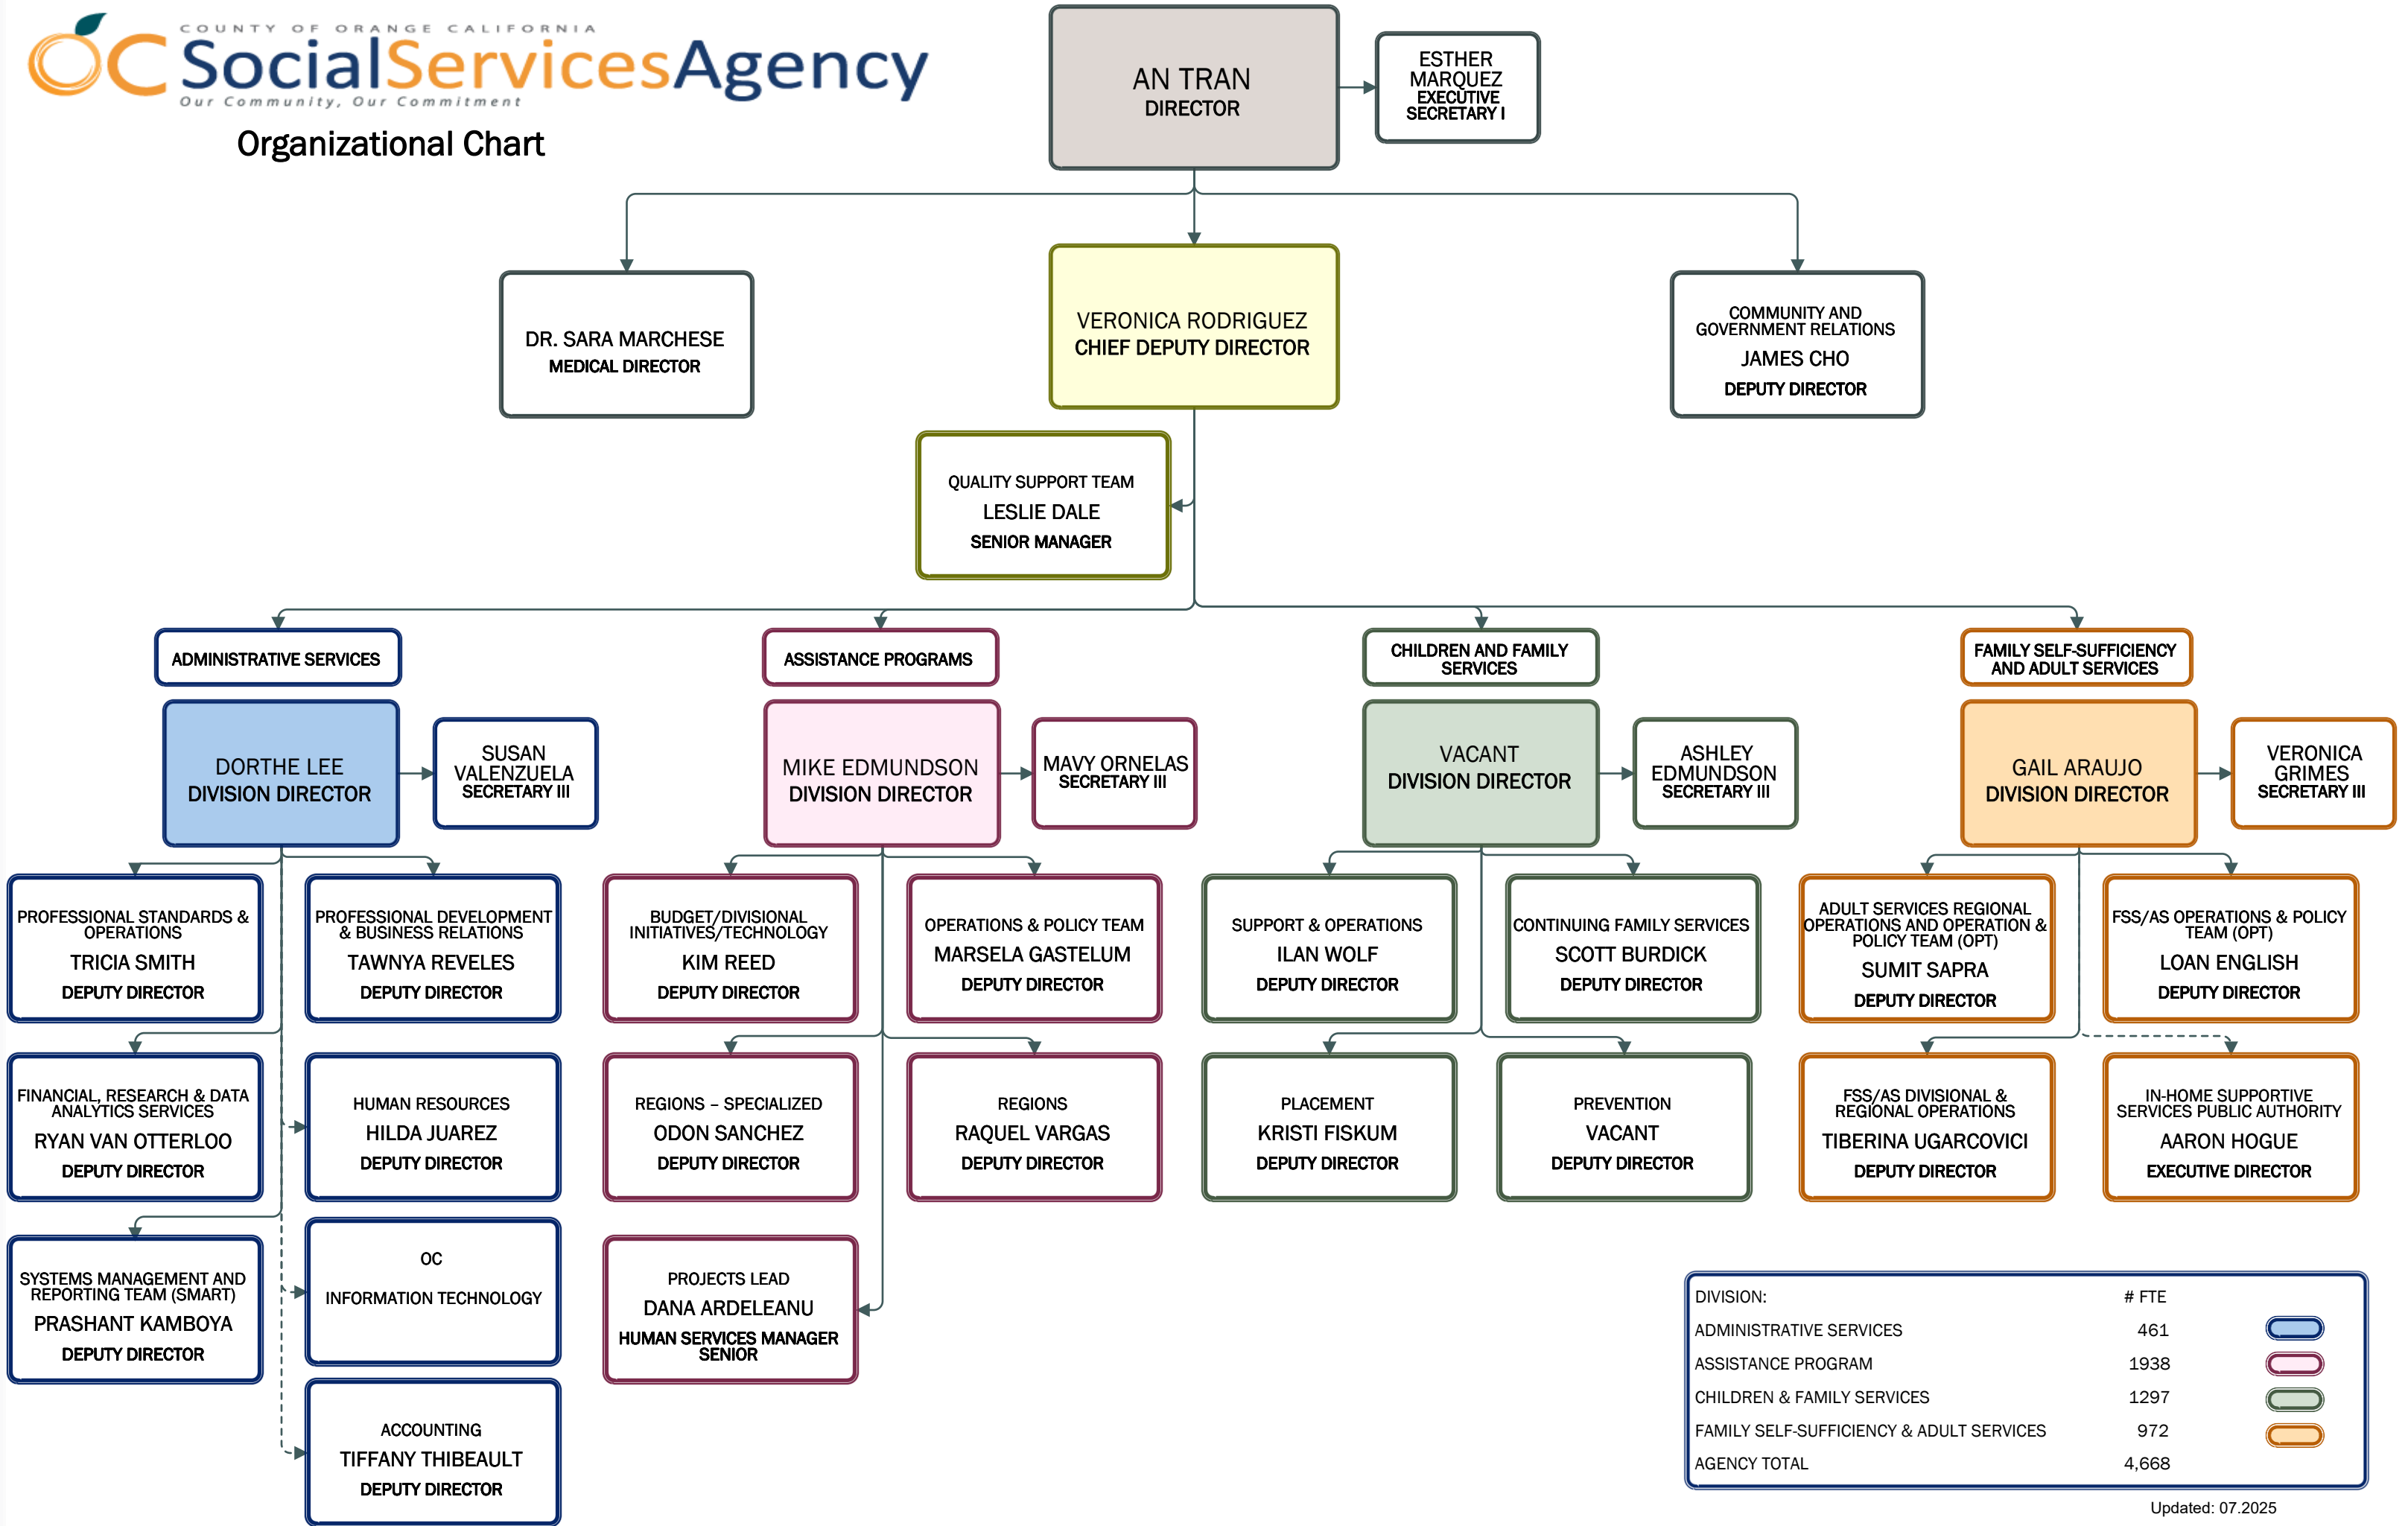 COUNTY OF ORANGE CALIFORNIA
OC SocialServicesAgency
Our Community, Our Commitment
Organizational Chart
AN TRAN
DIRECTOR
ESTHER
MARQUEZ
EXECUTIVE
SECRETARY I
DR. SARA MARCHESE
MEDICAL DIRECTOR
VERONICA RODRIGUEZ
CHIEF DEPUTY DIRECTOR
COMMUNITY AND
GOVERNMENT RELATIONS
JAMES CHO
DEPUTY DIRECTOR
QUALITY SUPPORT TEAM
LESLIE DALE
SENIOR MANAGER
ADMINISTRATIVE SERVICES
ASSISTANCE PROGRAMS
CHILDREN AND FAMILY
SERVICES
FAMILY SELF-SUFFICIENCY
AND ADULT SERVICES
DORTHE LEE
DIVISION DIRECTOR
SUSAN
VALENZUELA
SECRETARY III
MIKE EDMUNDSON
DIVISION DIRECTOR
MAVY ORNELAS
SECRETARY III
VACANT
DIVISION DIRECTOR
ASHLEY
EDMUNDSON
SECRETARY III
GAIL ARAUJO
DIVISION DIRECTOR
VERONICA
GRIMES
SECRETARY III
PROFESSIONAL STANDARDS &
OPERATIONS
TRICIA SMITH
DEPUTY DIRECTOR
PROFESSIONAL DEVELOPMENT
& BUSINESS RELATIONS
TAWNYA REVELES
DEPUTY DIRECTOR
BUDGET/DIVISIONAL
INITIATIVES/TECHNOLOGY
KIM REED
DEPUTY DIRECTOR
OPERATIONS & POLICY TEAM
MARSELA GASTELUM
DEPUTY DIRECTOR
SUPPORT & OPERATIONS
ILAN WOLF
DEPUTY DIRECTOR
CONTINUING FAMILY SERVICES
SCOTT BURDICK
DEPUTY DIRECTOR
ADULT SERVICES REGIONAL
OPERATIONS AND OPERATION &
POLICY TEAM (OPT)
SUMIT SAPRA
DEPUTY DIRECTOR
FSS/AS OPERATIONS & POLICY
TEAM (OPT)
LOAN ENGLISH
DEPUTY DIRECTOR
FINANCIAL, RESEARCH & DATA
ANALYTICS SERVICES
RYAN VAN OTTERLOO
DEPUTY DIRECTOR
HUMAN RESOURCES
HILDA JUAREZ
DEPUTY DIRECTOR
REGIONS – SPECIALIZED
ODON SANCHEZ
DEPUTY DIRECTOR
REGIONS
RAQUEL VARGAS
DEPUTY DIRECTOR
PLACEMENT
KRISTI FISKUM
DEPUTY DIRECTOR
PREVENTION
VACANT
DEPUTY DIRECTOR
FSS/AS DIVISIONAL &
REGIONAL OPERATIONS
TIBERINA UGARCOVICI
DEPUTY DIRECTOR
IN-HOME SUPPORTIVE
SERVICES PUBLIC AUTHORITY
AARON HOGUE
EXECUTIVE DIRECTOR
SYSTEMS MANAGEMENT AND
REPORTING TEAM (SMART)
PRASHANT KAMBOYA
DEPUTY DIRECTOR
OC
INFORMATION TECHNOLOGY
PROJECTS LEAD
DANA ARDELEANU
HUMAN SERVICES MANAGER
SENIOR
ACCOUNTING
TIFFANY THIBEAULT
DEPUTY DIRECTOR
DIVISION: # FTE
ADMINISTRATIVE SERVICES 461
ASSISTANCE PROGRAM 1938
CHILDREN & FAMILY SERVICES 1297
FAMILY SELF-SUFFICIENCY & ADULT SERVICES 972
AGENCY TOTAL 4,668
Updated: 07.2025